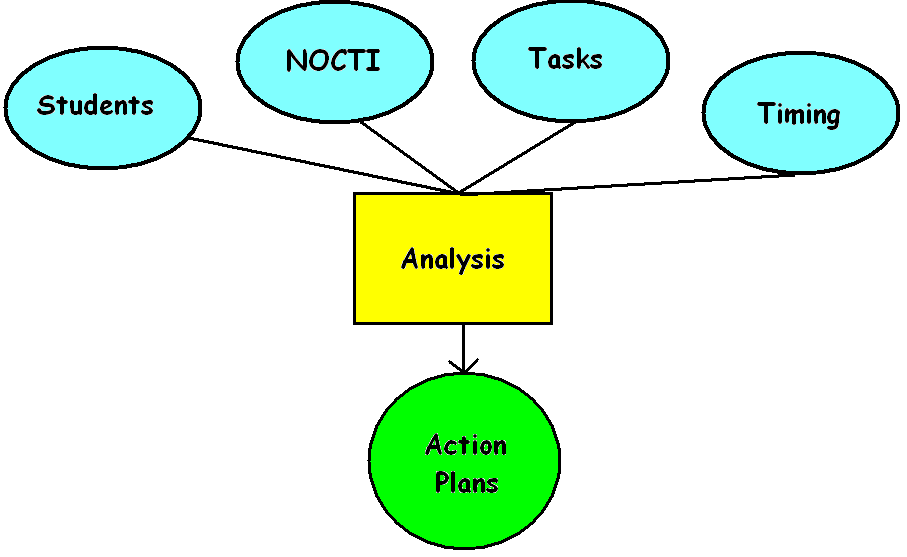 Students
NOCTI
Tasks
Timing
Analysis
Action
Plans